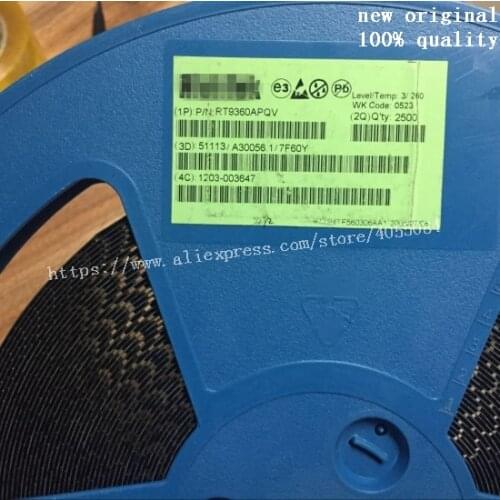 new original
100% quality
e3 Pb
Level/Temp: 3/ 260
WK Code: 0523
(1P) P/N: RT9360APQV
(2Q)Q'ty: 2500
(3D) 51113/ A30056.1/ 7F60Y
(4C): 1203-003647
https://www.aliexpress.com/store/